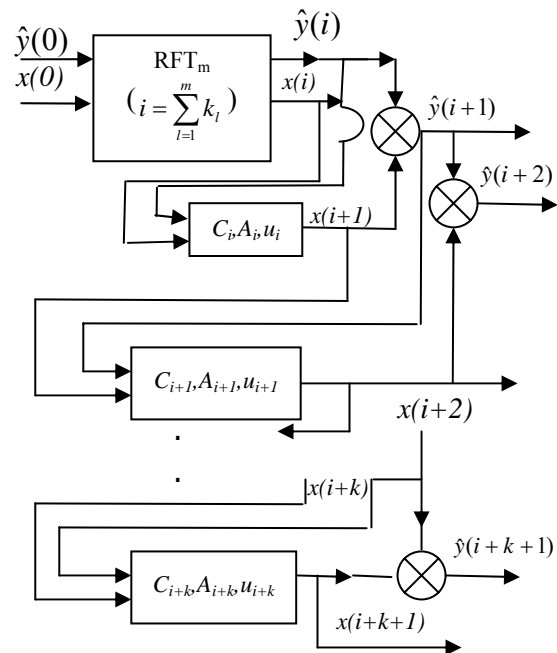 ŷ(0)
x(0)
RFTₘ
( i = ∑_{l=1}^{m} k_l )
ŷ(i)
x(i)
ŷ(i+1)
ŷ(i+2)
Cᵢ,Aᵢ,uᵢ
x(i+1)
Cᵢ₊₁,Aᵢ₊₁,uᵢ₊₁
x(i+2)
.
.
x(i+k)
Cᵢ₊ₖ,Aᵢ₊ₖ,uᵢ₊ₖ
ŷ(i + k + 1)
x(i+k+1)